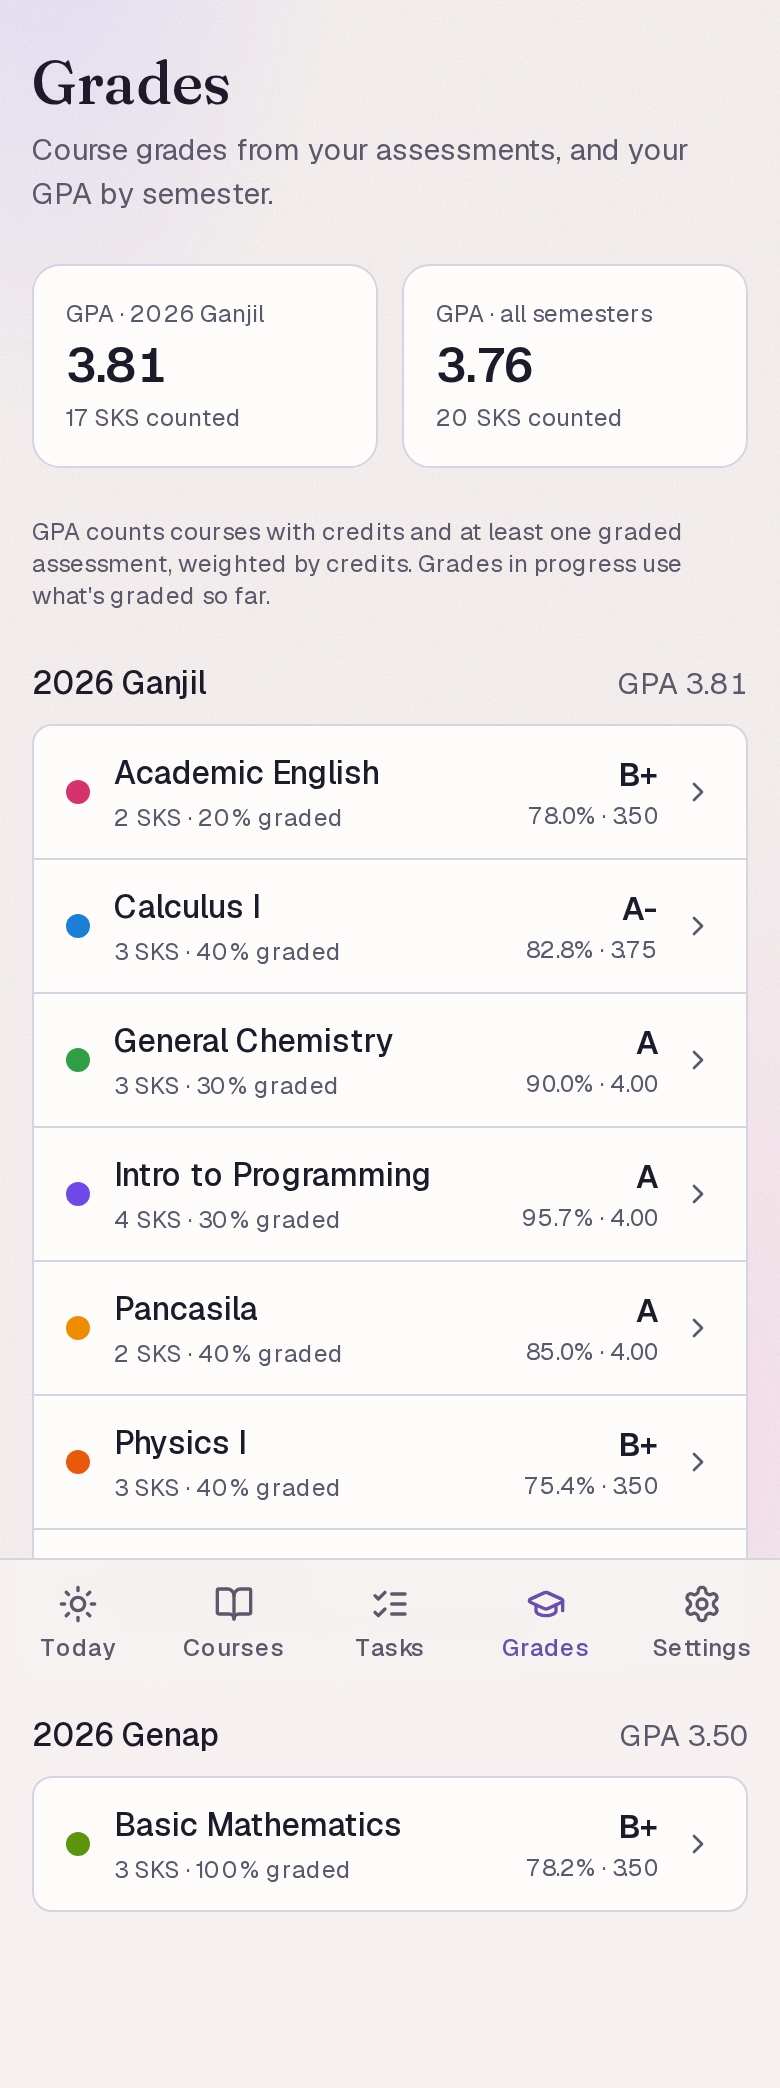 Grades
Course grades from your assessments, and your
GPA by semester.
GPA · 2026 Ganjil
3.81
17 SKS counted
GPA · all semesters
3.76
20 SKS counted
GPA counts courses with credits and at least one graded
assessment, weighted by credits. Grades in progress use
what's graded so far.
2026 Ganjil
GPA 3.81
Academic English
B+
2 SKS · 20% graded
78.0% · 3.50
Calculus I
A-
3 SKS · 40% graded
82.8% · 3.75
General Chemistry
A
3 SKS · 30% graded
90.0% · 4.00
Intro to Programming
A
4 SKS · 30% graded
95.7% · 4.00
Pancasila
A
2 SKS · 40% graded
85.0% · 4.00
Physics I
B+
3 SKS · 40% graded
75.4% · 3.50
Today
Courses
Tasks
Grades
Settings
2026 Genap
GPA 3.50
Basic Mathematics
B+
3 SKS · 100% graded
78.2% · 3.50